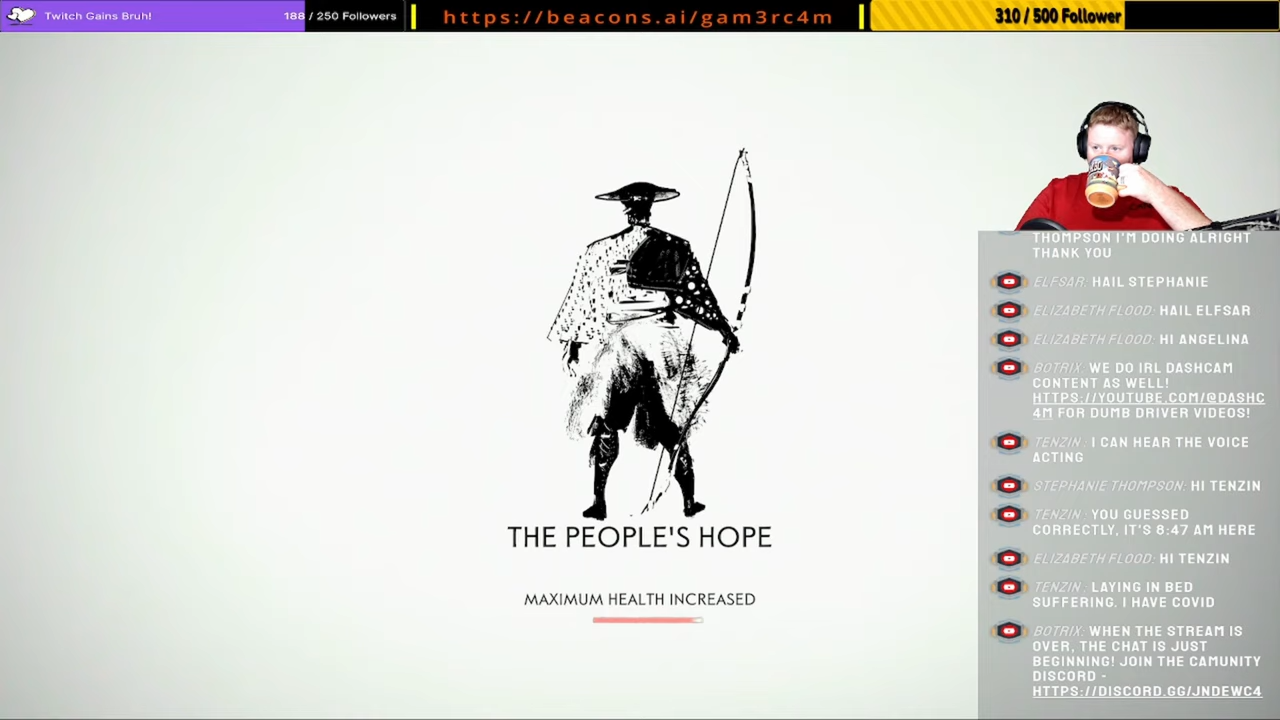 Twitch Gains Bruh!
188 / 250 Followers
https://beacons.ai/gam3rc4m
310 / 500 Follower
THE PEOPLE'S HOPE
MAXIMUM HEALTH INCREASED
THOMPSON I'M DOING ALRIGHT
THANK YOU
ELFSAR: HAIL STEPHANIE
ELIZABETH FLOOD: HAIL ELFSAR
ELIZABETH FLOOD: HI ANGELINA
BOTRIX: WE DO IRL DASHCAM
CONTENT AS WELL!
HTTPS://YOUTUBE.COM/@DASHC
4M FOR DUMB DRIVER VIDEOS!
TENZIN : I CAN HEAR THE VOICE
ACTING
STEPHANIE THOMPSON: HI TENZIN
TENZIN : YOU GUESSED
CORRECTLY, IT'S 8:47 AM HERE
ELIZABETH FLOOD: HI TENZIN
TENZIN : LAYING IN BED
SUFFERING. I HAVE COVID
BOTRIX: WHEN THE STREAM IS
OVER, THE CHAT IS JUST
BEGINNING! JOIN THE CAMUNITY
DISCORD -
HTTPS://DISCORD.GG/JNDEWC4